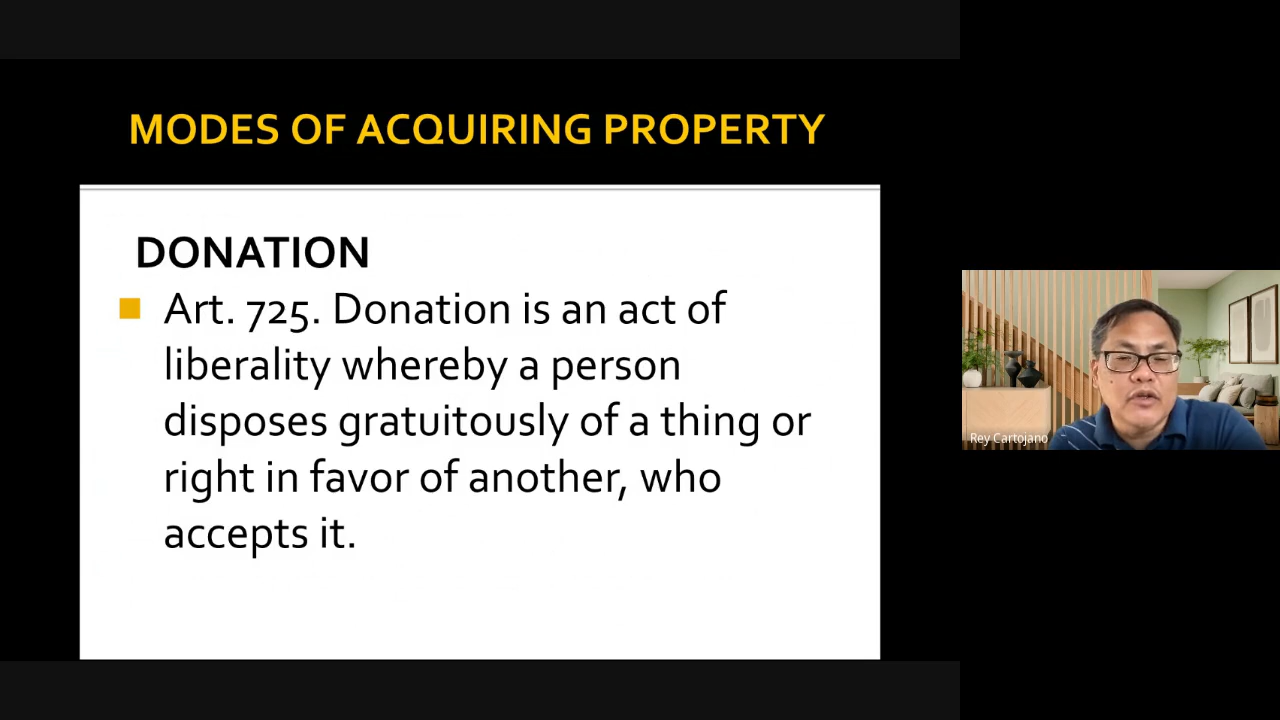 MODES OF ACQUIRING PROPERTY
DONATION
Art. 725. Donation is an act of
liberality whereby a person
disposes gratuitously of a thing or
right in favor of another, who
accepts it.
Rey Cartojano